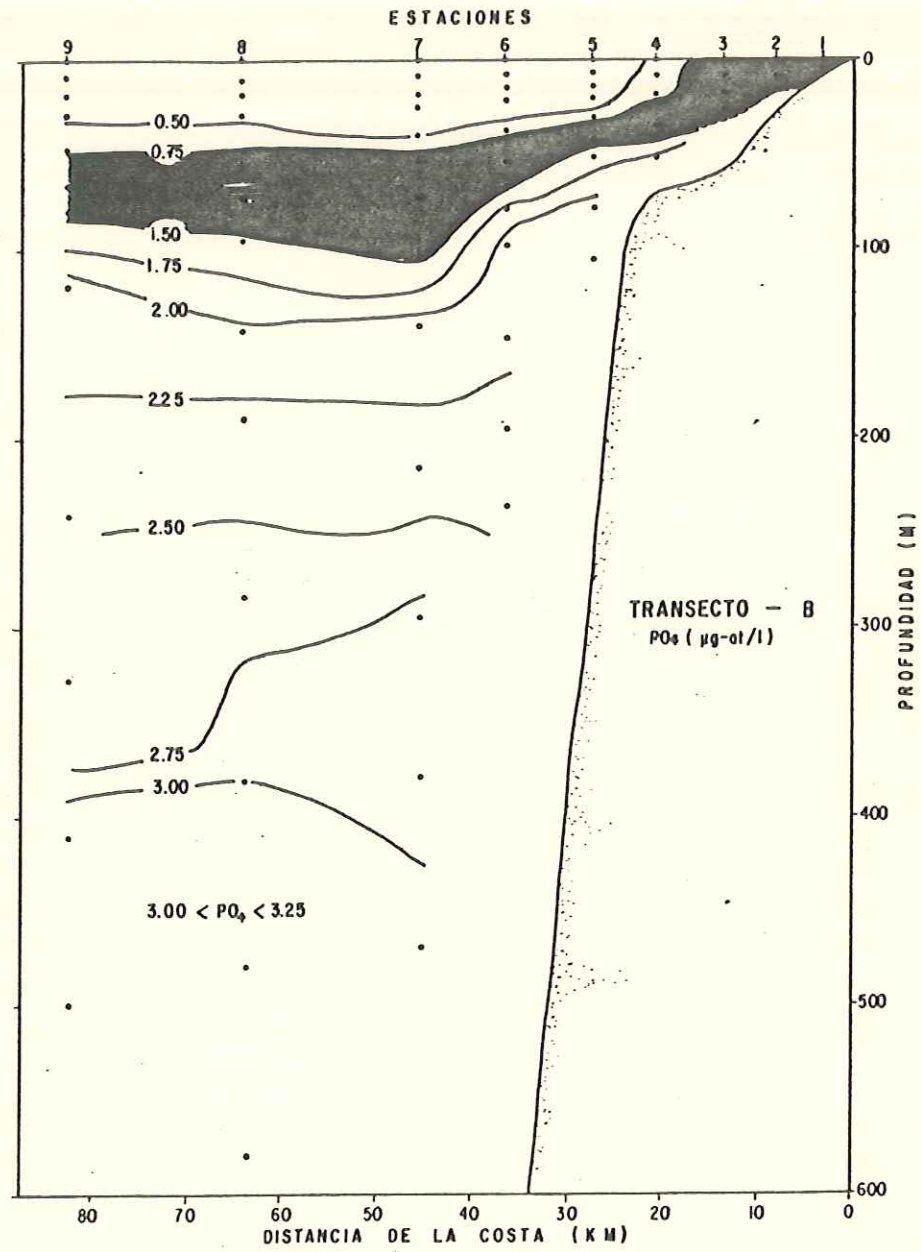 ESTACIONES
9 8 7 6 5 4 3 2 1
0
0.50
0.75
1.50
1.75
2.00
2.25
2.50
2.75
3.00
3.00 < PO₄ < 3.25
100
200
300
400
500
600
PROFUNDIDAD (M)
TRANSECTO - B
PO₄ (µg-at/l)
80 70 60 50 40 30 20 10 0
DISTANCIA DE LA COSTA (KM)